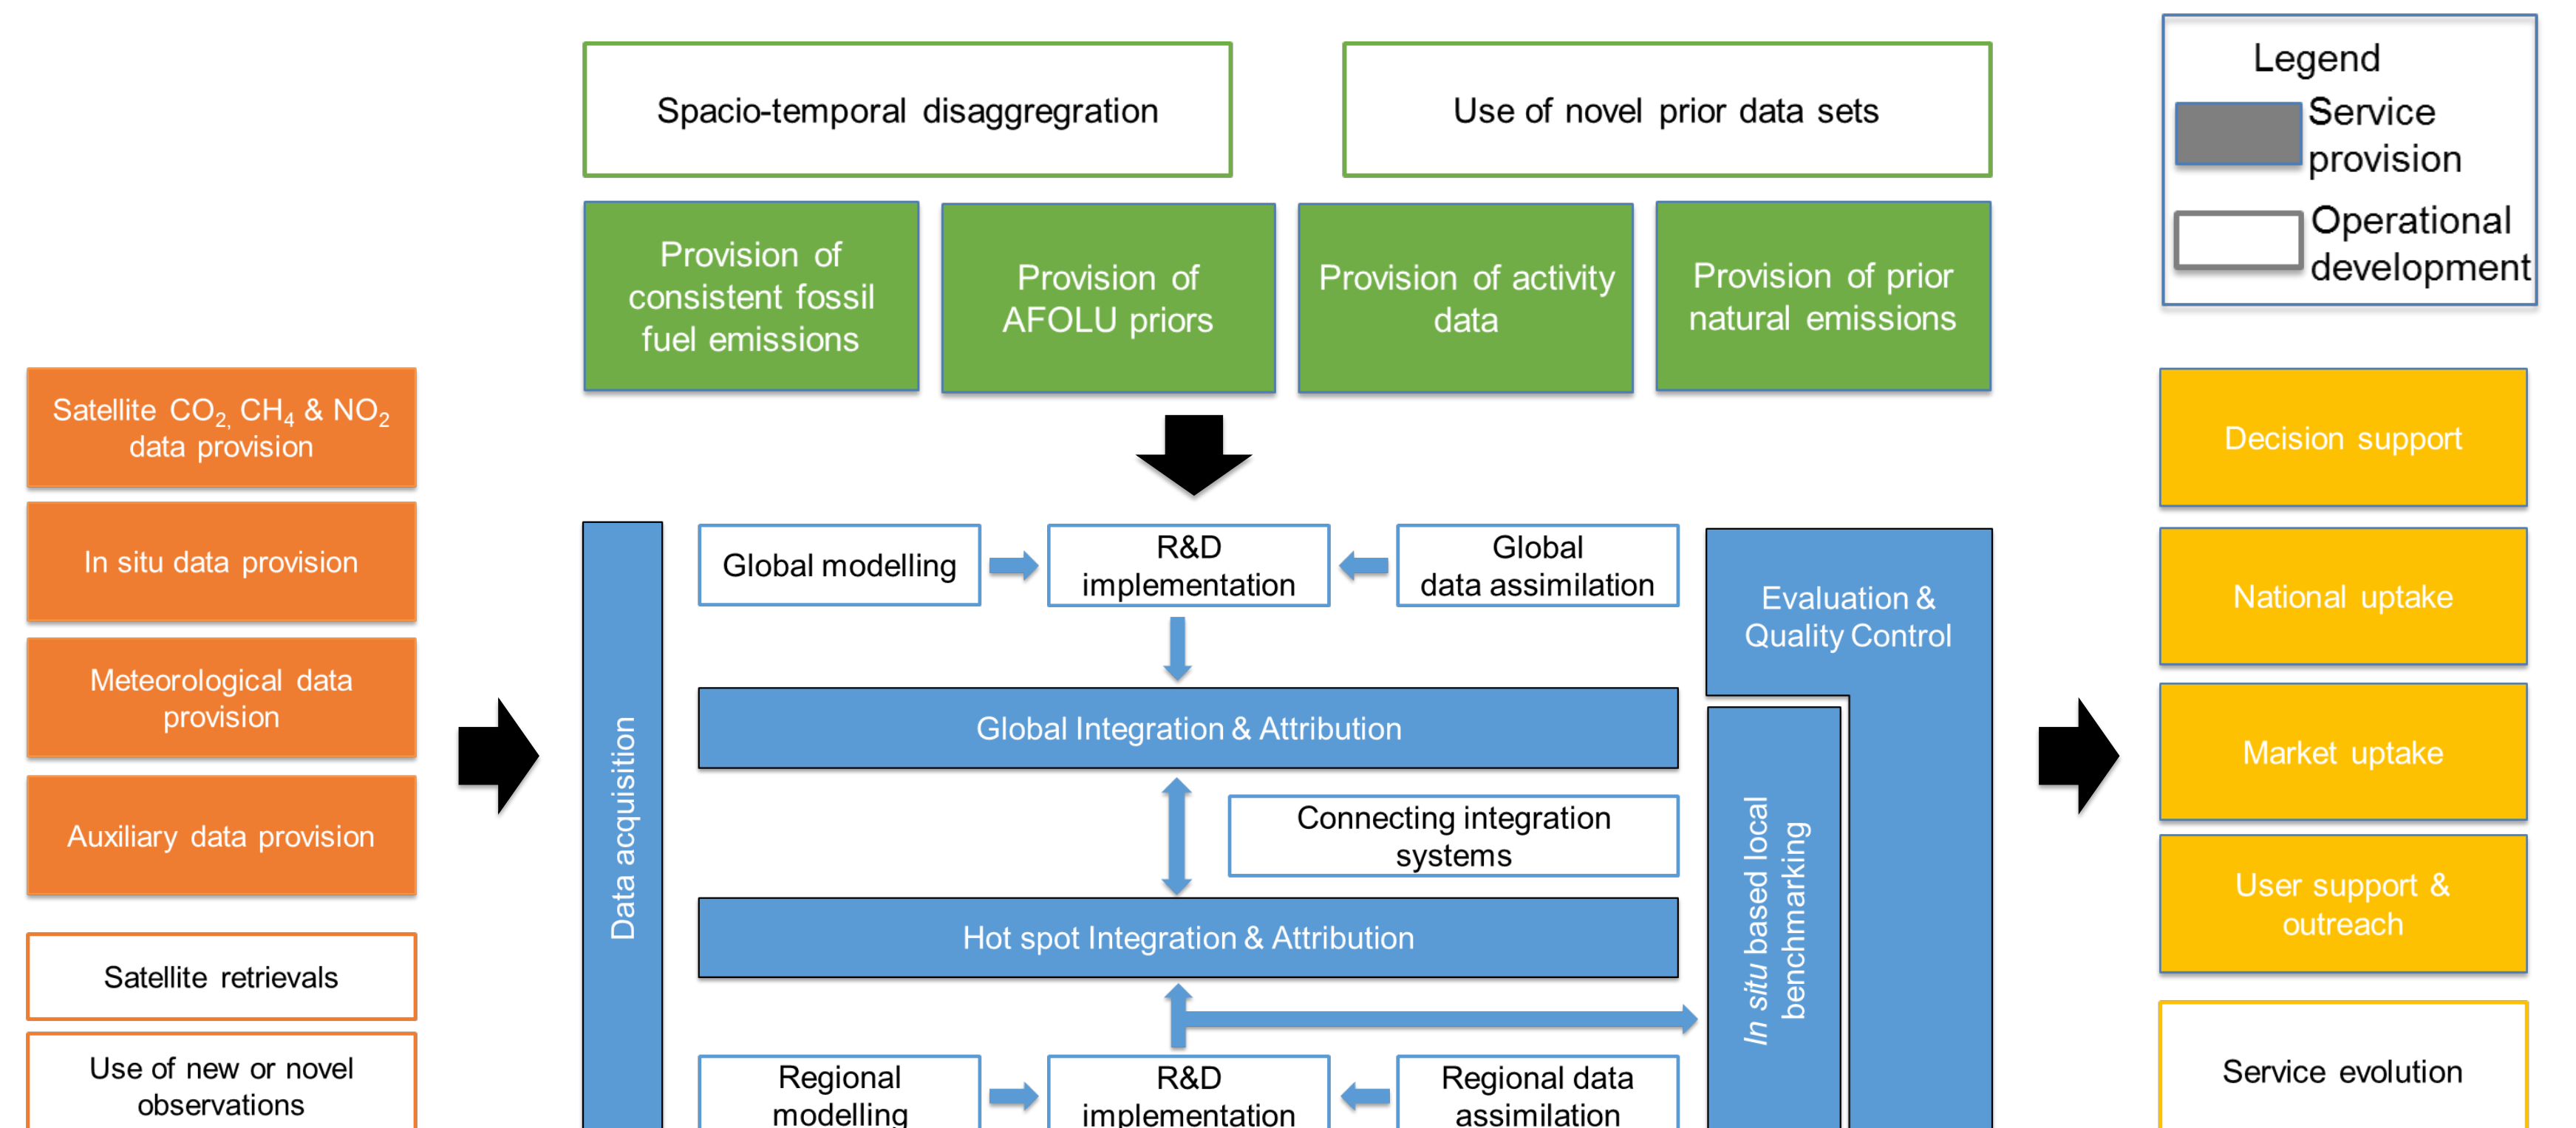 Spacio-temporal disaggregration
Use of novel prior data sets
Legend
Service
provision
Operational
development
Provision of
consistent fossil
fuel emissions
Provision of
AFOLU priors
Provision of activity
data
Provision of prior
natural emissions
Satellite CO2, CH4 & NO2
data provision
In situ data provision
Meteorological data
provision
Auxiliary data provision
Satellite retrievals
Use of new or novel
observations
Data acquisition
Global modelling
R&D
implementation
Global
data assimilation
Global Integration & Attribution
Connecting integration
systems
Hot spot Integration & Attribution
Regional
modelling
R&D
implementation
Regional data
assimilation
Evaluation &
Quality Control
In situ based local
benchmarking
Decision support
National uptake
Market uptake
User support &
outreach
Service evolution